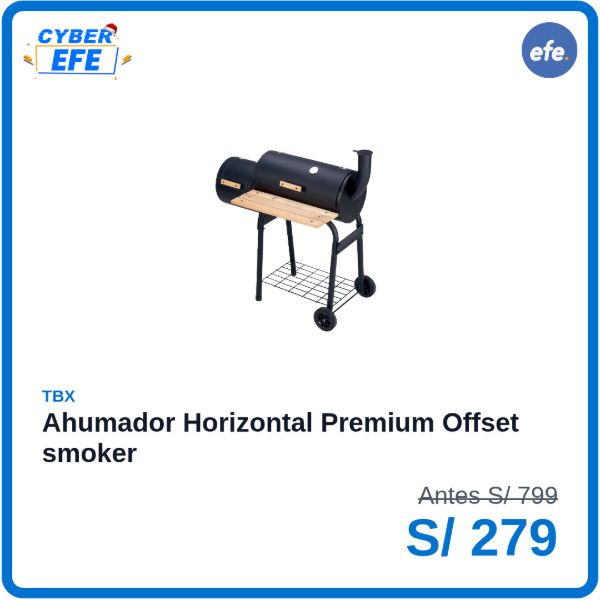 CYBER
EFE
efe.
TBX
Ahumador Horizontal Premium Offset
smoker
Antes S/ 799
S/ 279